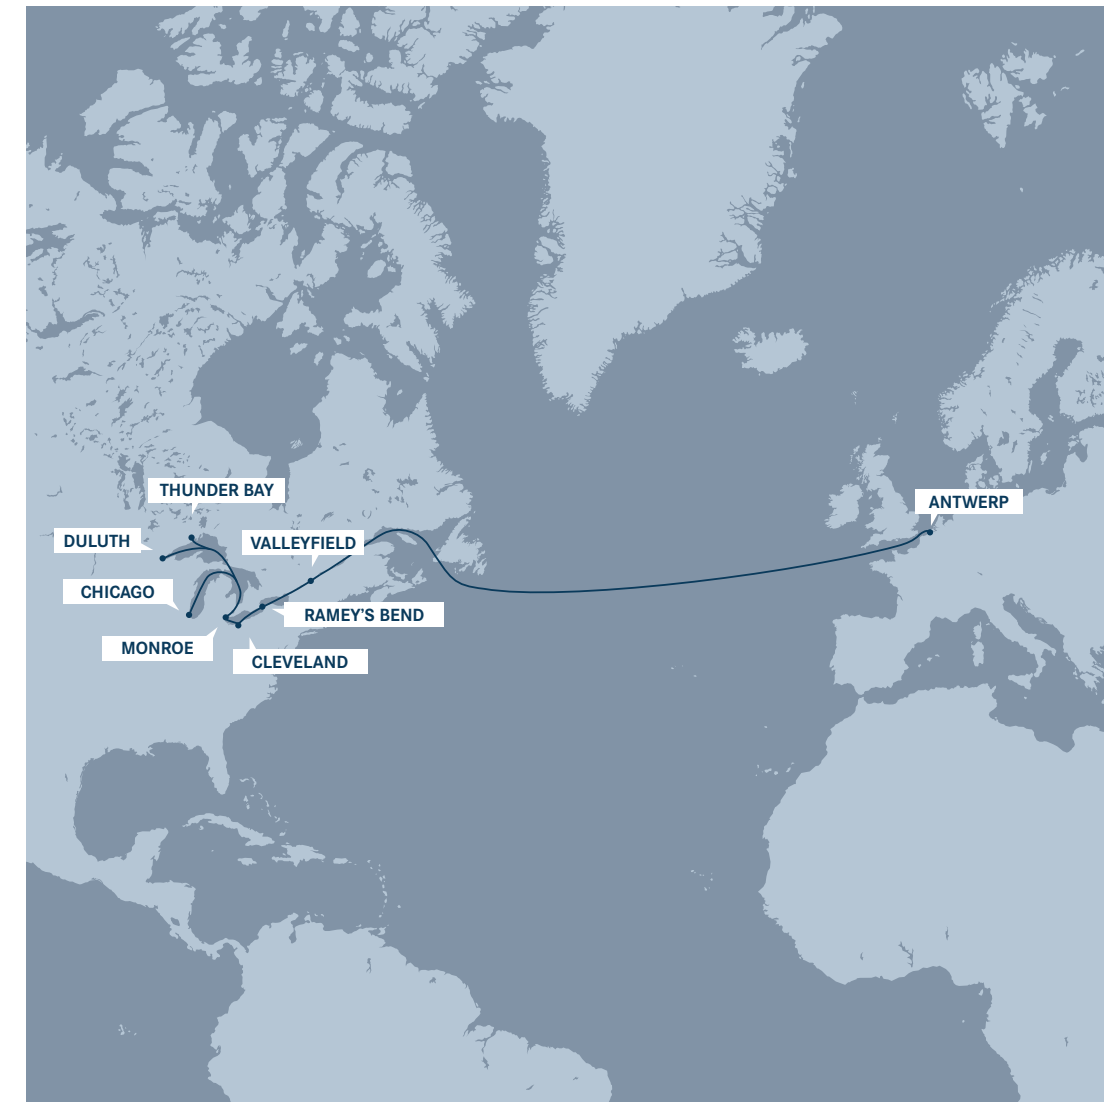 THUNDER BAY
ANTWERP
DULUTH
VALLEYFIELD
CHICAGO
RAMEY’S BEND
MONROE
CLEVELAND